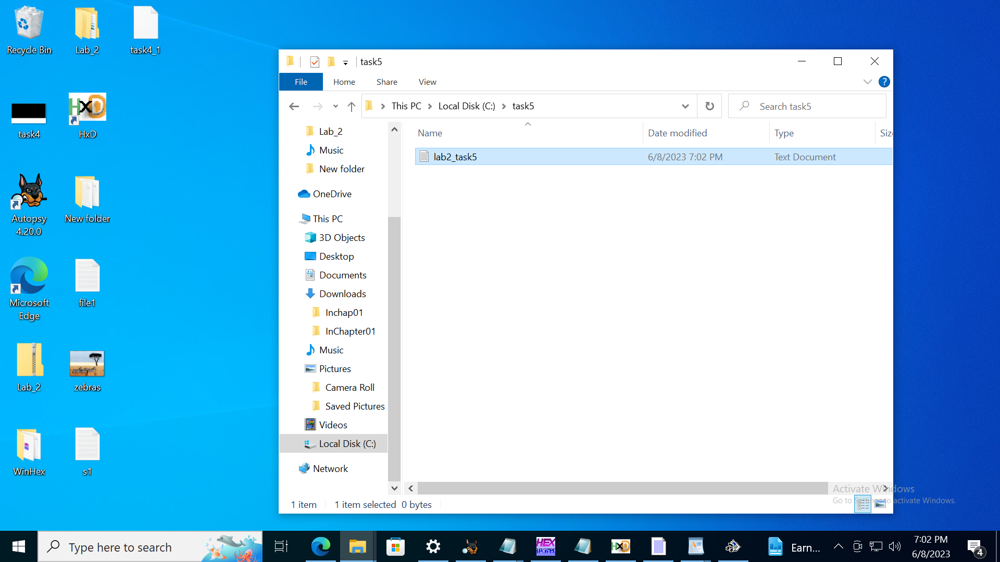 Recycle Bin
Lab_2
task4_1
task4
HxD
Autopsy
4.20.0
New folder
Microsoft
Edge
file1
Lab_2
zebras
WinHex
s1
task5
File
Home
Share
View
This PC
Local Disk (C:)
task5
Search task5
Lab_2
Music
New folder
OneDrive
This PC
3D Objects
Desktop
Documents
Downloads
Inchap01
InChapter01
Music
Pictures
Camera Roll
Saved Pictures
Videos
Local Disk (C:)
Network
Name
Date modified
Type
lab2_task5
6/8/2023 7:02 PM
Text Document
1 item
1 item selected 0 bytes
Activate Windows
Go to Settings to activate Windows.
Type here to search
HEX
HxD
Earn...
7:02 PM
6/8/2023
4